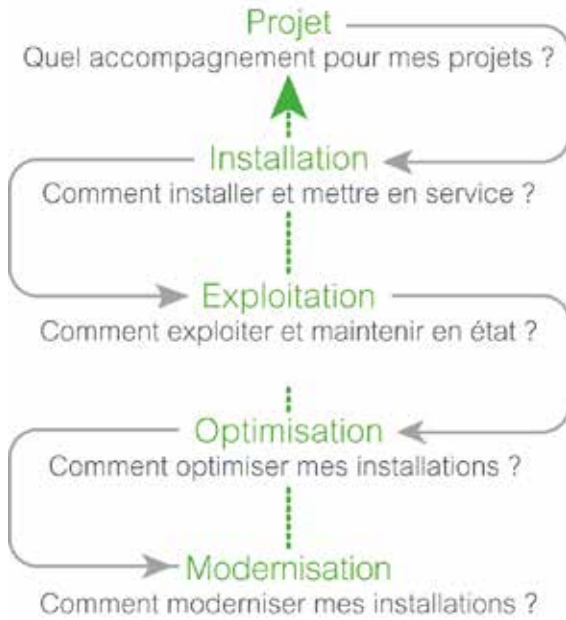 Projet
Quel accompagnement pour mes projets ?
Installation
Comment installer et mettre en service ?
Exploitation
Comment exploiter et maintenir en état ?
Optimisation
Comment optimiser mes installations ?
Modernisation
Comment moderniser mes installations ?